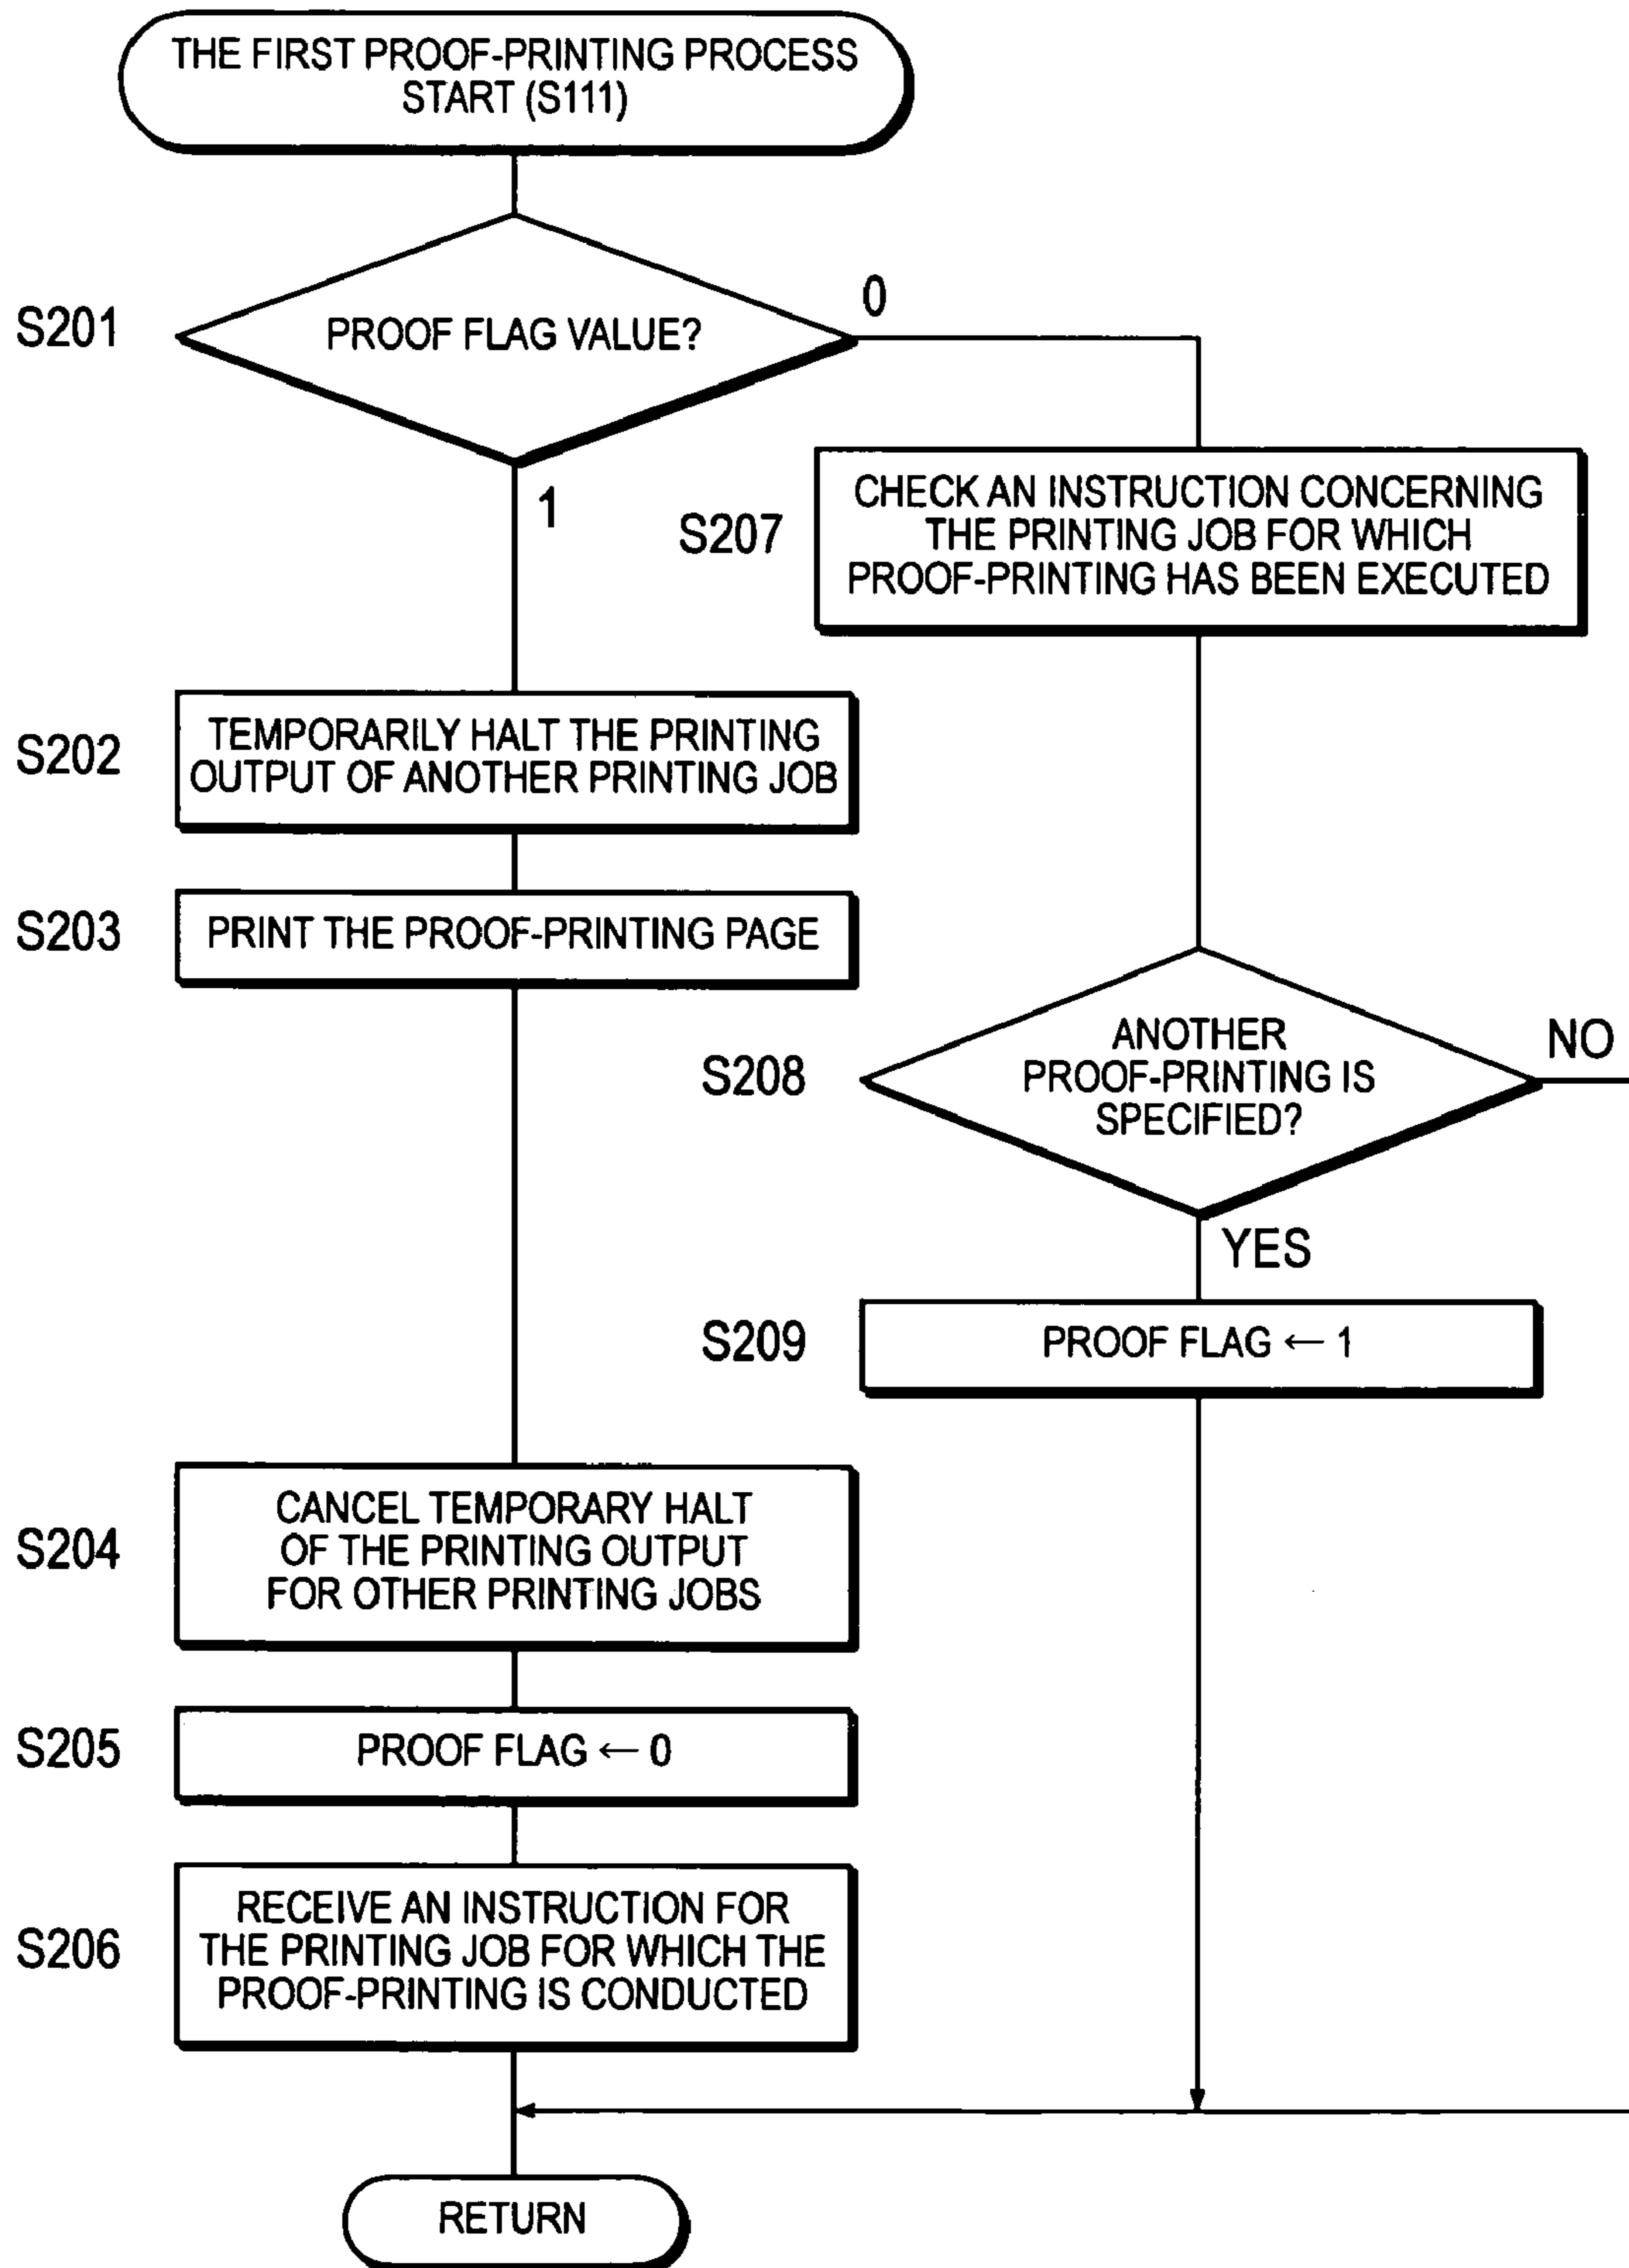 THE FIRST PROOF-PRINTING PROCESS
START (S111)
S201
PROOF FLAG VALUE?
0
1
S207
CHECK AN INSTRUCTION CONCERNING
THE PRINTING JOB FOR WHICH
PROOF-PRINTING HAS BEEN EXECUTED
S202
TEMPORARILY HALT THE PRINTING
OUTPUT OF ANOTHER PRINTING JOB
S203
PRINT THE PROOF-PRINTING PAGE
S208
ANOTHER
PROOF-PRINTING IS
SPECIFIED?
NO
YES
S209
PROOF FLAG ← 1
S204
CANCEL TEMPORARY HALT
OF THE PRINTING OUTPUT
FOR OTHER PRINTING JOBS
S205
PROOF FLAG ← 0
S206
RECEIVE AN INSTRUCTION FOR
THE PRINTING JOB FOR WHICH THE
PROOF-PRINTING IS CONDUCTED
RETURN